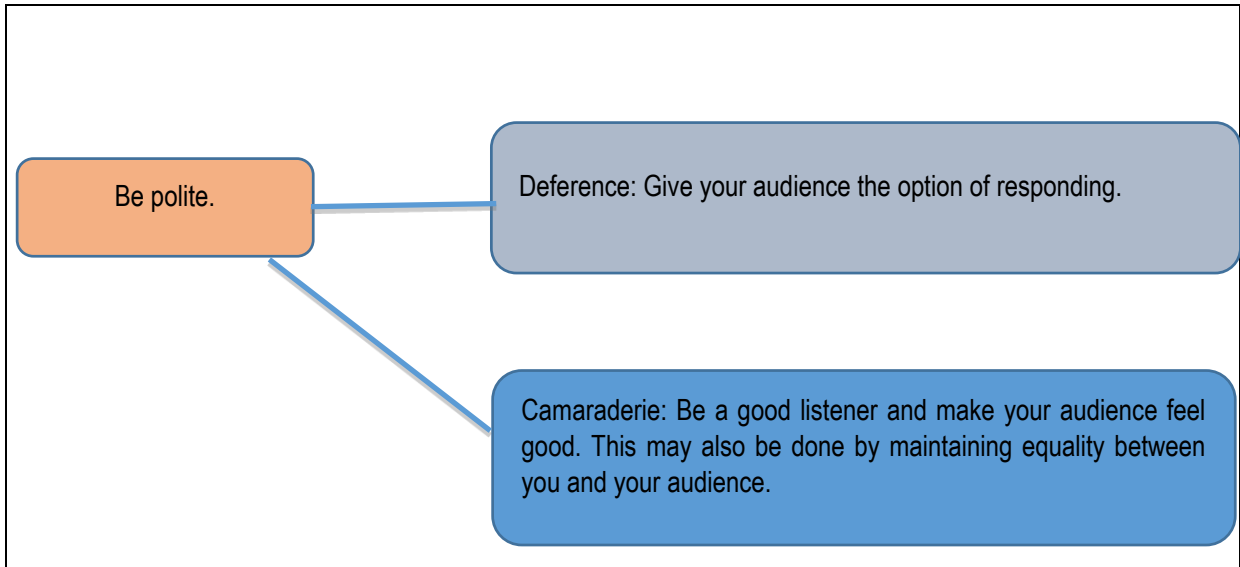 Be polite.
Deference: Give your audience the option of responding.
Camaraderie: Be a good listener and make your audience feel
good. This may also be done by maintaining equality between
you and your audience.